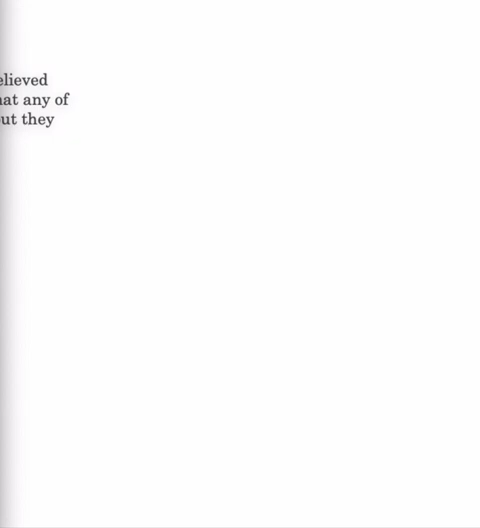 elieved
at any of
ut they